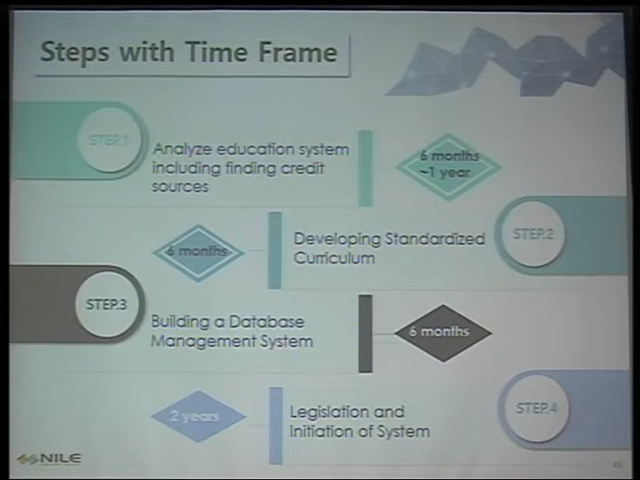 Steps with Time Frame
STEP.1
Analyze education system
including finding credit
sources
6 months
~1 year
STEP.2
Developing Standardized
Curriculum
6 months
STEP.3
Building a Database
Management System
6 months
STEP.4
Legislation and
Initiation of System
2 years
NILE